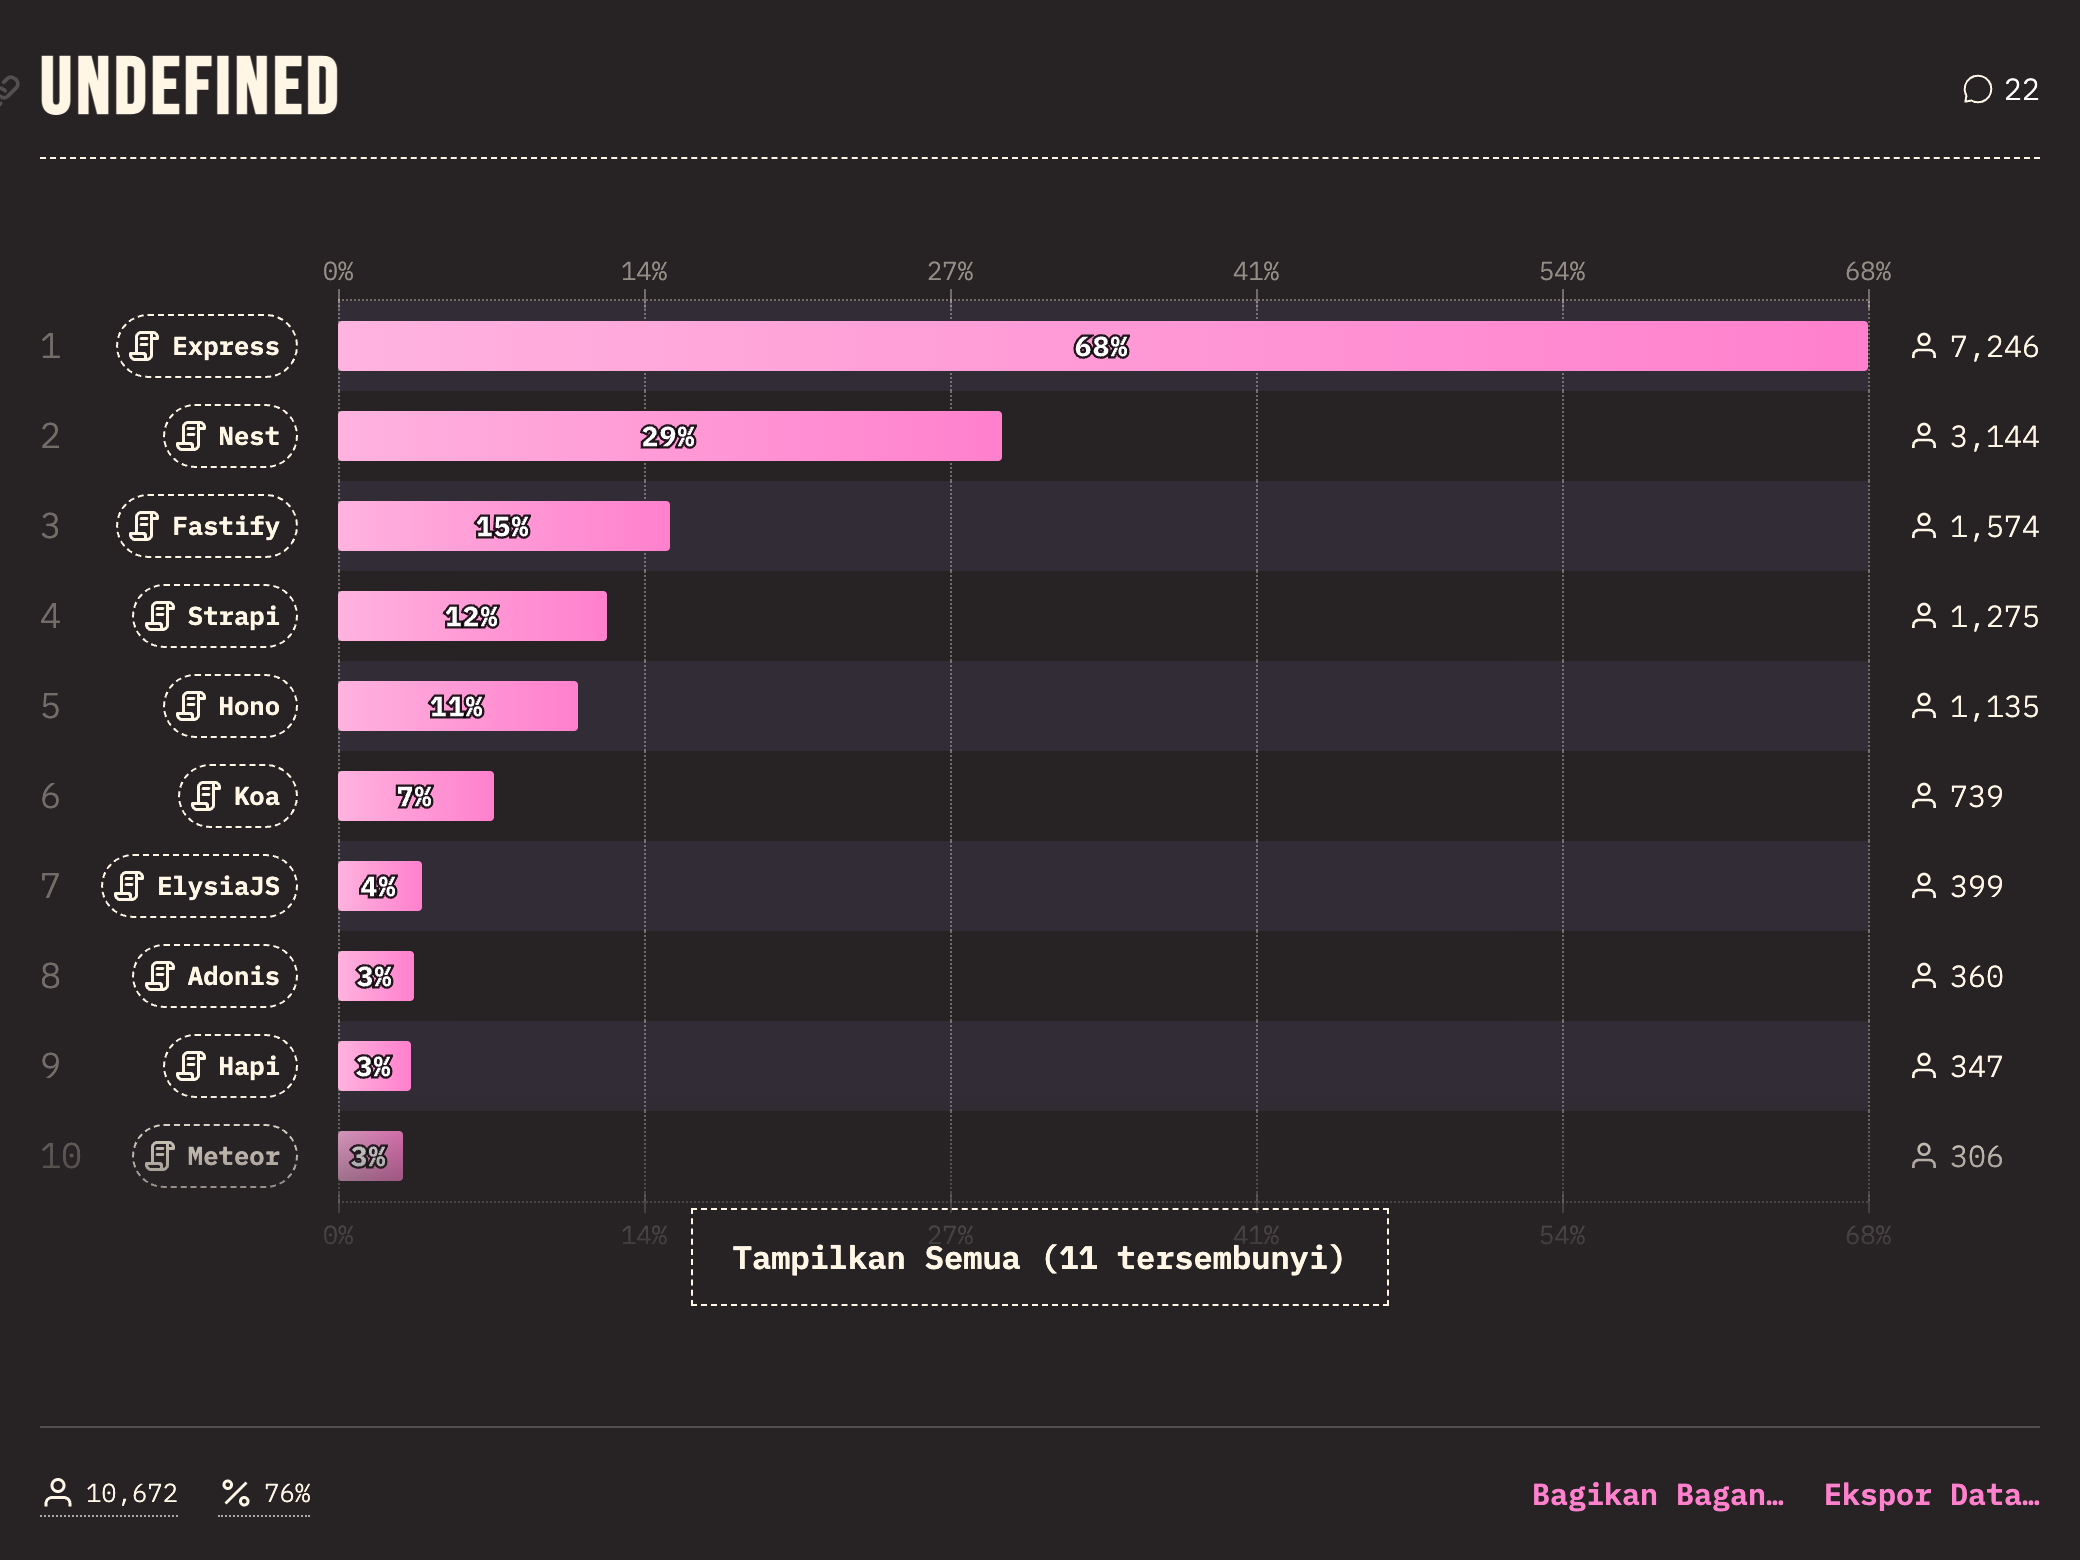 UNDEFINED
22
0% 14% 27% 41% 54% 68%
1 Express 68% 7,246
2 Nest 29% 3,144
3 Fastify 15% 1,574
4 Strapi 12% 1,275
5 Hono 11% 1,135
6 Koa 7% 739
7 ElysiaJS 4% 399
8 Adonis 3% 360
9 Hapi 3% 347
10 Meteor 3% 306
0% 14% 27% 41% 54% 68%
Tampilkan Semua (11 tersembunyi)
10,672 % 76% Bagikan Bagan… Ekspor Data…